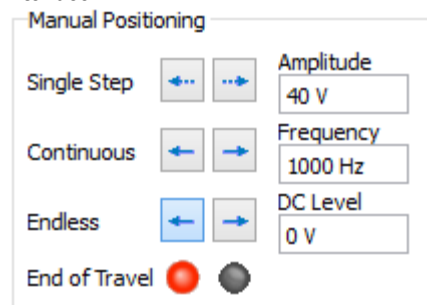 Manual Positioning
Single Step
Amplitude
40 V
Continuous
Frequency
1000 Hz
Endless
DC Level
0 V
End of Travel